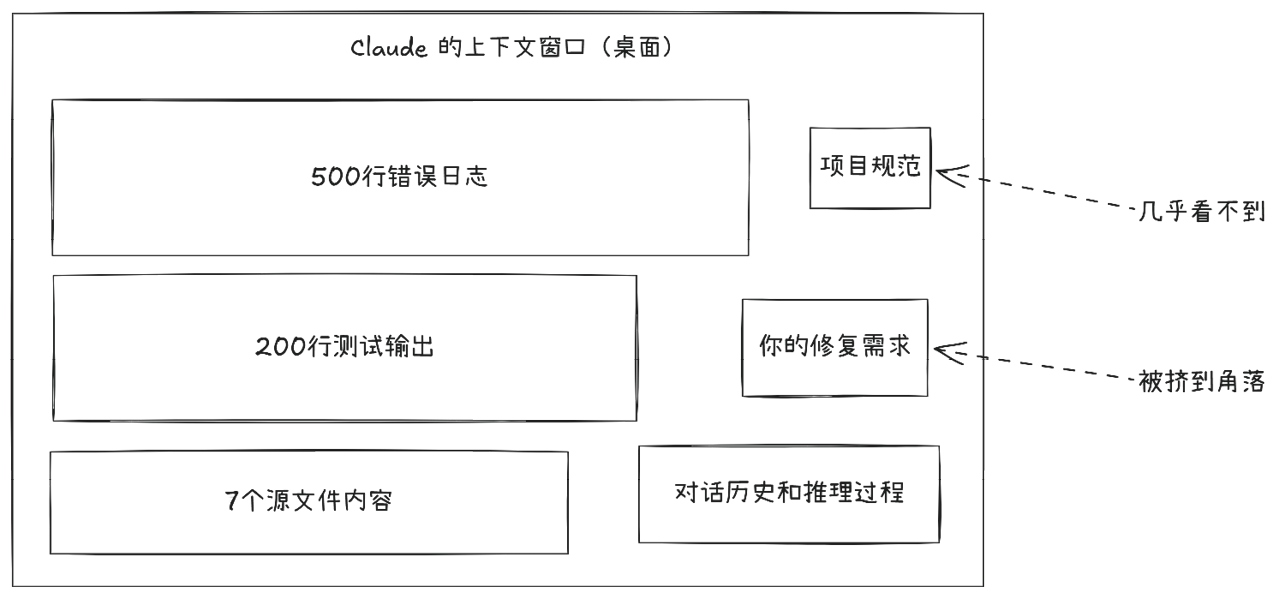 Claude 的上下文窗口（桌面）
500行错误日志
项目规范
几乎看不到
200行测试输出
你的修复需求
被挤到角落
7个源文件内容
对话历史和推理过程